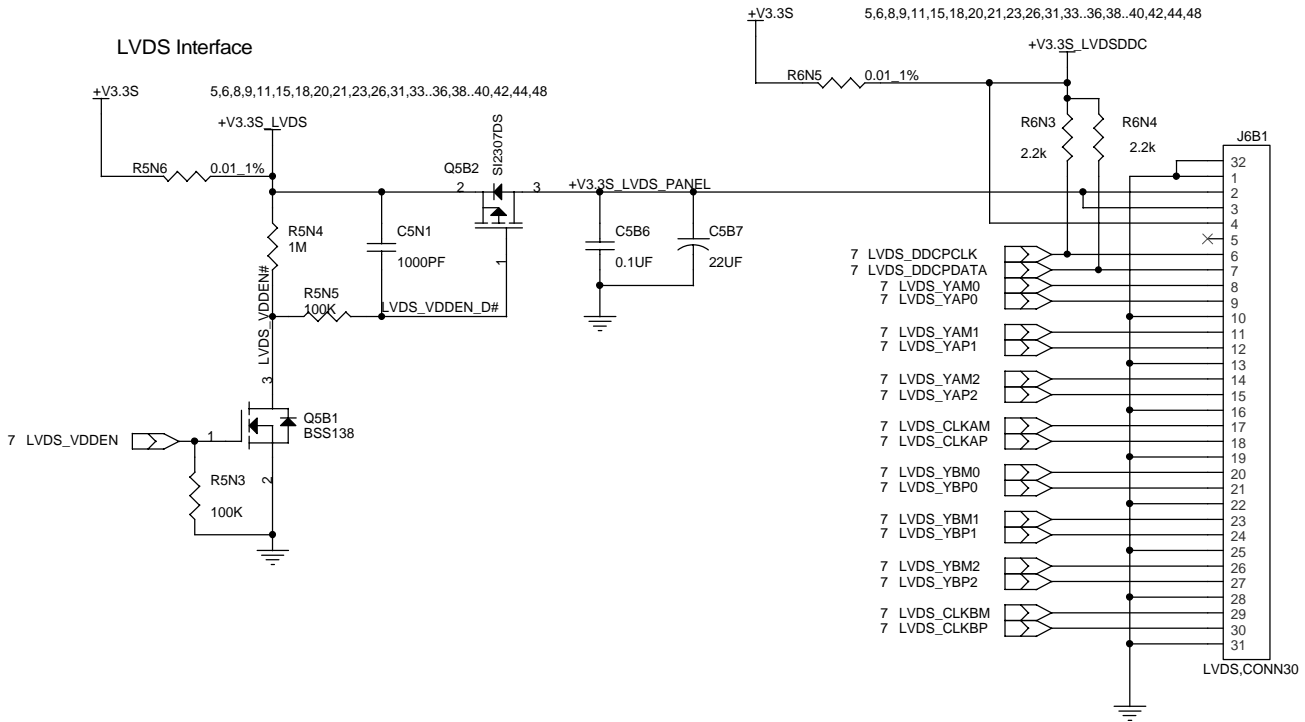 LVDS Interface
+V3.3S
5,6,8,9,11,15,18,20,21,23,26,31,33..36,38..40,42,44,48
+V3.3S_LVDS
R5N6
0.01_1%
Q5B2
SI2307DS
2
3
1
+V3.3S_LVDS_PANEL
R5N4
1M
C5N1
1000PF
C5B6
0.1UF
C5B7
22UF
R5N5
100K
LVDS_VDDEN_D#
LVDS_VDDEN#
3
Q5B1
BSS138
7 LVDS_VDDEN
1
2
R5N3
100K
+V3.3S
5,6,8,9,11,15,18,20,21,23,26,31,33..36,38..40,42,44,48
+V3.3S_LVDSDDC
R6N5
0.01_1%
R6N3
2.2k
R6N4
2.2k
J6B1
32
1
2
3
4
5
7 LVDS_DDCPCLK 6
7 LVDS_DDCPDATA 7
7 LVDS_YAM0 8
7 LVDS_YAP0 9
10
7 LVDS_YAM1 11
7 LVDS_YAP1 12
13
7 LVDS_YAM2 14
7 LVDS_YAP2 15
16
7 LVDS_CLKAM 17
7 LVDS_CLKAP 18
19
7 LVDS_YBM0 20
7 LVDS_YBP0 21
22
7 LVDS_YBM1 23
7 LVDS_YBP1 24
25
7 LVDS_YBM2 26
7 LVDS_YBP2 27
28
7 LVDS_CLKBM 29
7 LVDS_CLKBP 30
31
LVDS,CONN30